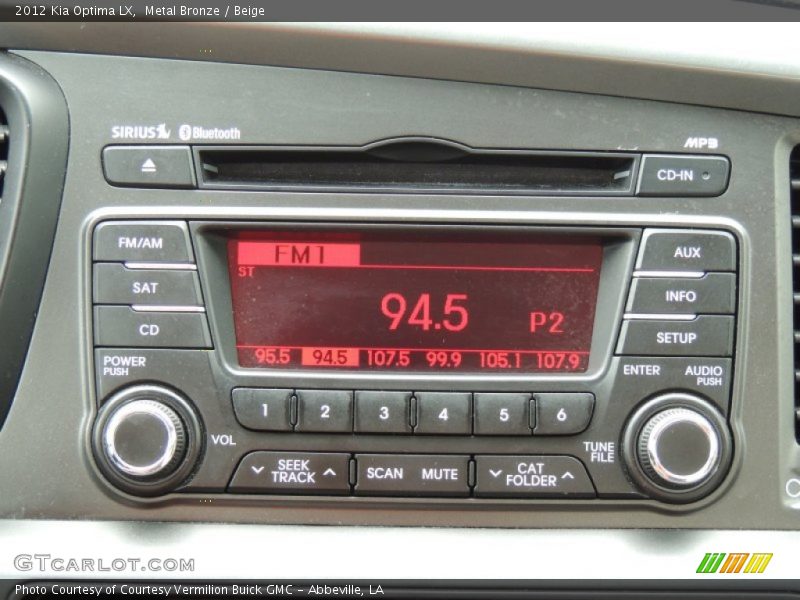 2012 Kia Optima LX, Metal Bronze / Beige
SIRIUS Bluetooth MP3
CD-IN
FM/AM AUX
SAT INFO
CD SETUP
FM1
ST
94.5 P2
95.5 94.5 107.5 99.9 105.1 107.9
POWER PUSH ENTER AUDIO PUSH
1 2 3 4 5 6
VOL TUNE FILE
SEEK TRACK SCAN MUTE CAT FOLDER
GTCARLOT.COM
Photo Courtesy of Courtesy Vermilion Buick GMC - Abbeville, LA